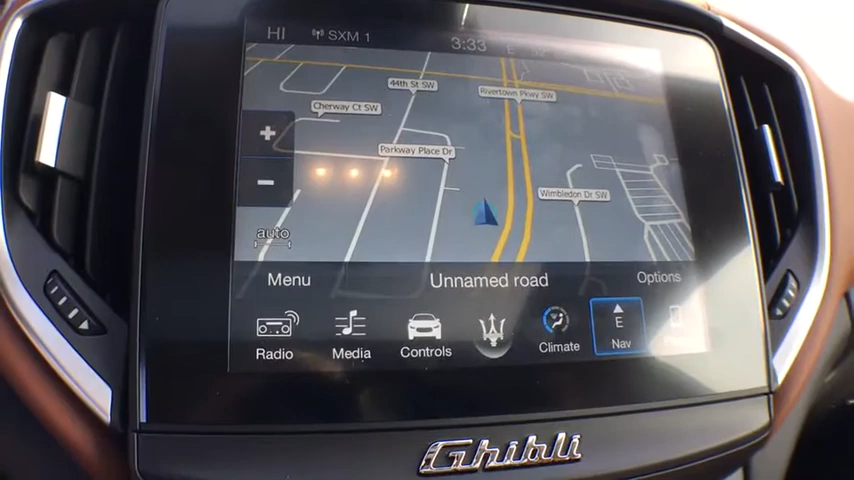 HI SXM 1 3:33 E
44th St SW
Rivertown Pkwy SW
Cherway Ct SW
Parkway Place Dr
Wimbledon Dr SW
auto
Menu Unnamed road Options
E
Radio Media Controls Climate Nav
Ghibli